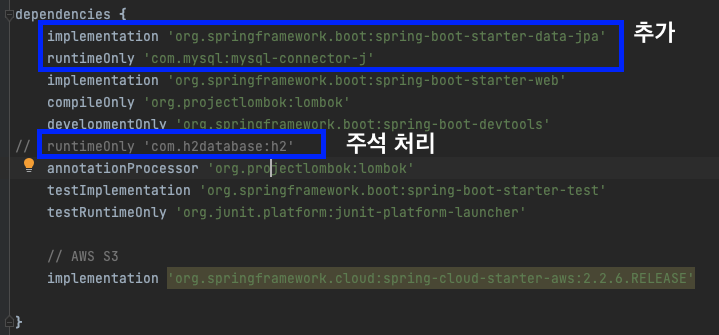 dependencies {
implementation 'org.springframework.boot:spring-boot-starter-data-jpa' 추가
runtimeOnly 'com.mysql:mysql-connector-j'
implementation 'org.springframework.boot:spring-boot-starter-web'
compileOnly 'org.projectlombok:lombok'
developmentOnly 'org.springframework.boot:spring-boot-devtools'
// runtimeOnly 'com.h2database:h2' 주석 처리
annotationProcessor 'org.projectlombok:lombok'
testImplementation 'org.springframework.boot:spring-boot-starter-test'
testRuntimeOnly 'org.junit.platform:junit-platform-launcher'
// AWS S3
implementation 'org.springframework.cloud:spring-cloud-starter-aws:2.2.6.RELEASE'
}